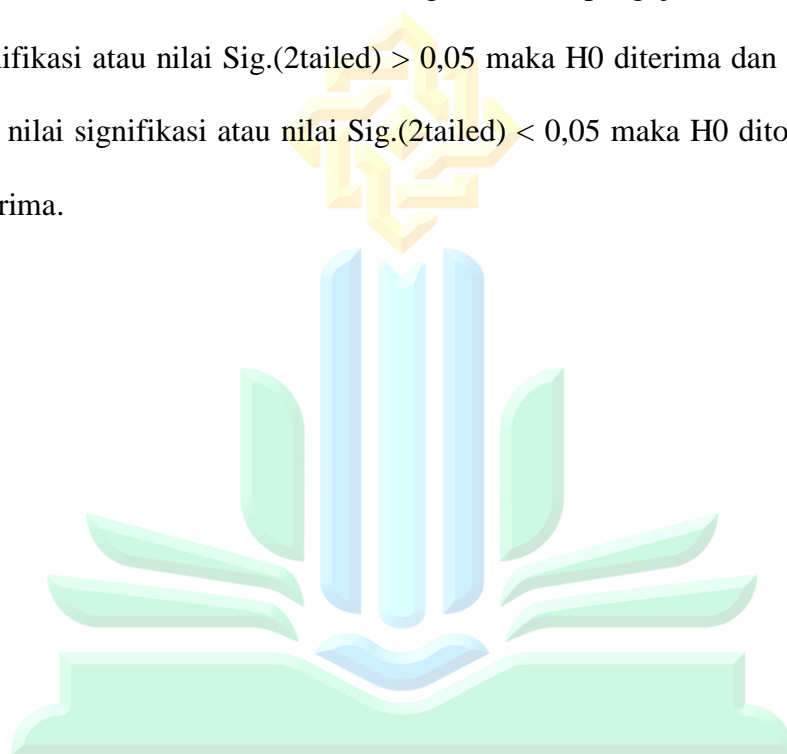 nifikasi atau nilai Sig.(2tailed) > 0,05 maka H0 diterima dan
nilai signifikasi atau nilai Sig.(2tailed) < 0,05 maka H0 dito
rima.